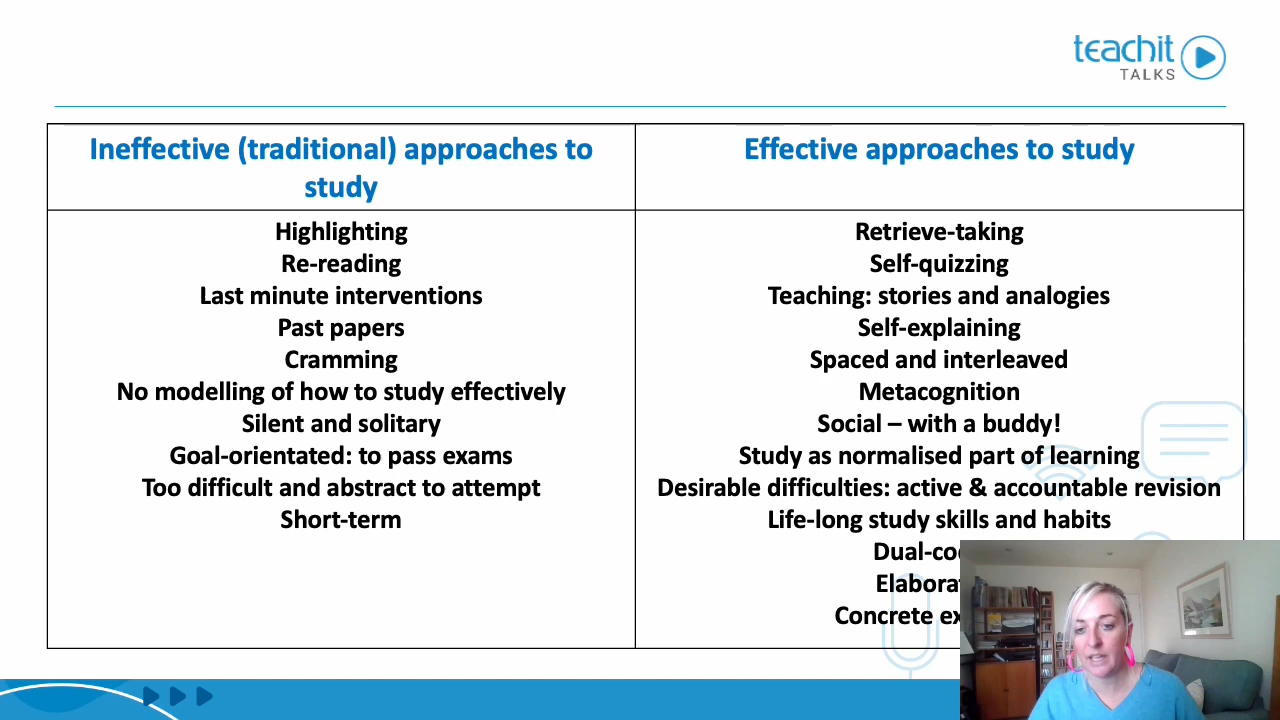 teachit
TALKS
Ineffective (traditional) approaches to
study
Effective approaches to study
Highlighting
Re-reading
Last minute interventions
Past papers
Cramming
No modelling of how to study effectively
Silent and solitary
Goal-orientated: to pass exams
Too difficult and abstract to attempt
Short-term
Retrieve-taking
Self-quizzing
Teaching: stories and analogies
Self-explaining
Spaced and interleaved
Metacognition
Social – with a buddy!
Study as normalised part of learning
Desirable difficulties: active & accountable revision
Life-long study skills and habits
Concrete